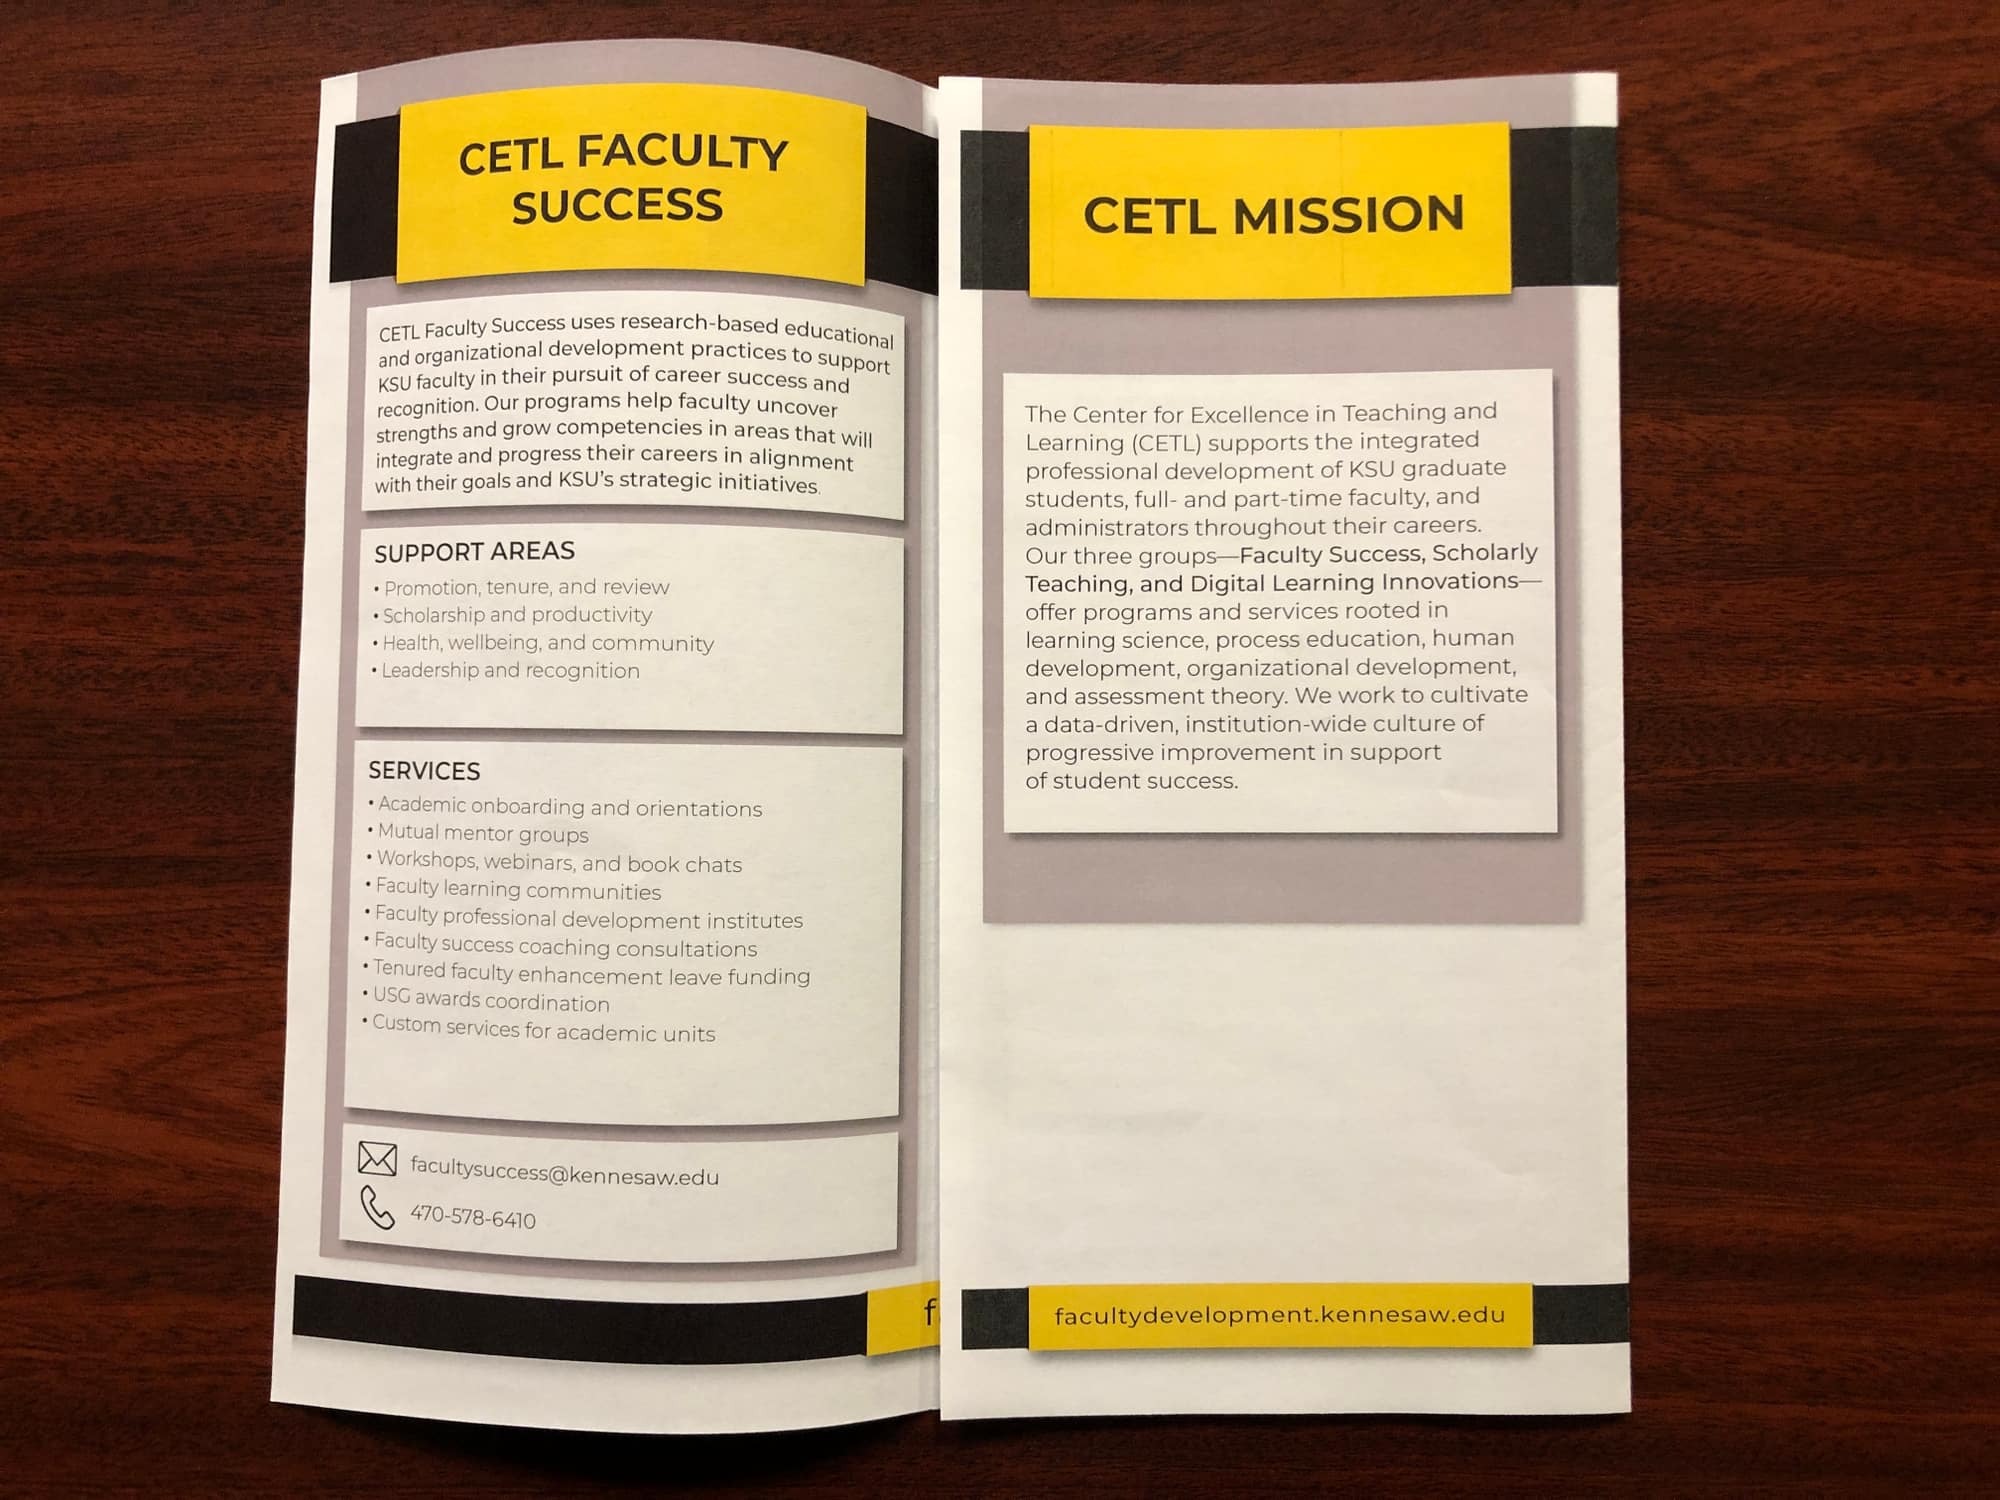 CETL FACULTY
SUCCESS
CETL Faculty Success uses research-based educational
and organizational development practices to support
KSU faculty in their pursuit of career success and
recognition. Our programs help faculty uncover
strengths and grow competencies in areas that will
integrate and progress their careers in alignment
with their goals and KSU's strategic initiatives.
SUPPORT AREAS
• Promotion, tenure, and review
• Scholarship and productivity
• Health, wellbeing, and community
• Leadership and recognition
SERVICES
• Academic onboarding and orientations
• Mutual mentor groups
• Workshops, webinars, and book chats
• Faculty learning communities
• Faculty professional development institutes
• Faculty success coaching consultations
• Tenured faculty enhancement leave funding
• USG awards coordination
• Custom services for academic units
facultysuccess@kennesaw.edu
470-578-6410
f
CETL MISSION
The Center for Excellence in Teaching and
Learning (CETL) supports the integrated
professional development of KSU graduate
students, full- and part-time faculty, and
administrators throughout their careers.
Our three groups—Faculty Success, Scholarly
Teaching, and Digital Learning Innovations—
offer programs and services rooted in
learning science, process education, human
development, organizational development,
and assessment theory. We work to cultivate
a data-driven, institution-wide culture of
progressive improvement in support
of student success.
facultydevelopment.kennesaw.edu